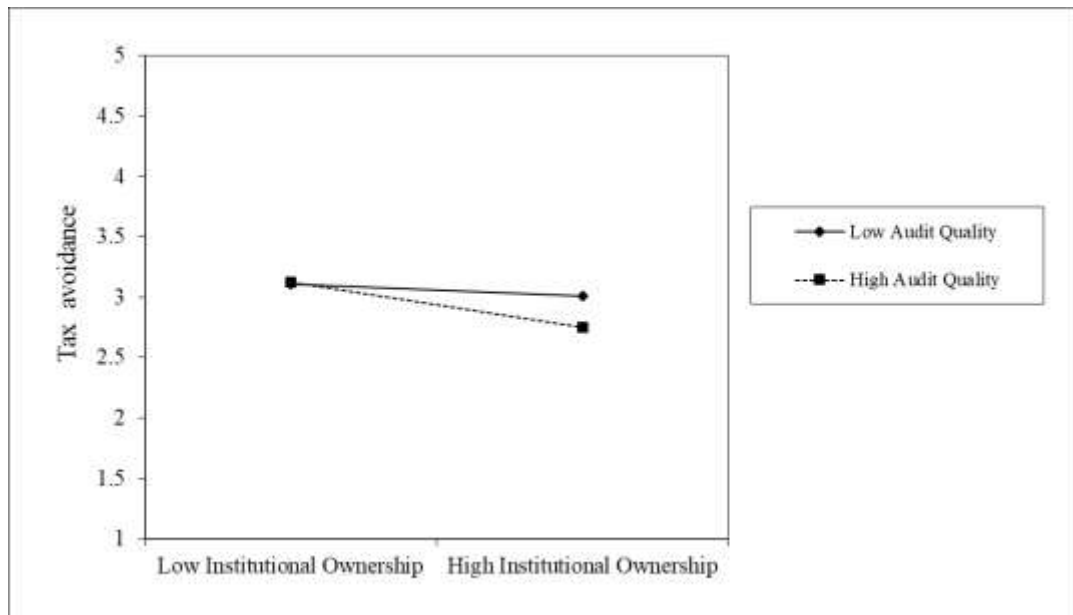 5
4.5
4
3.5
3
2.5
2
1.5
1
Tax avoidance
Low Institutional Ownership
High Institutional Ownership
Low Audit Quality
High Audit Quality